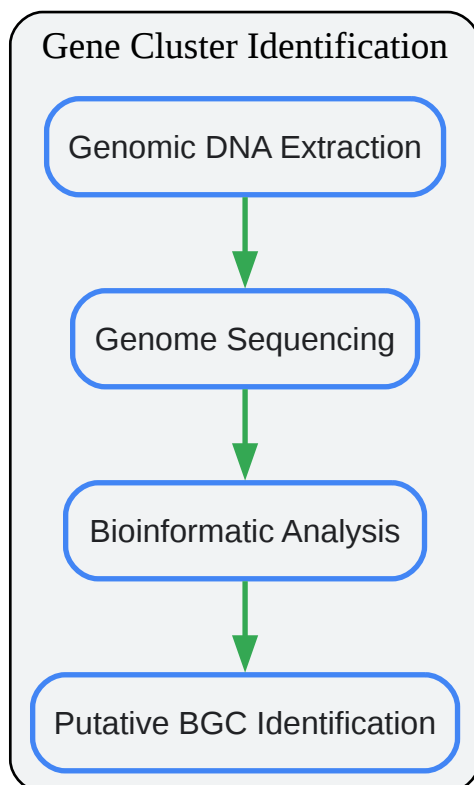 Gene Cluster Identification
Genomic DNA Extraction
Genome Sequencing
Bioinformatic Analysis
Putative BGC Identification